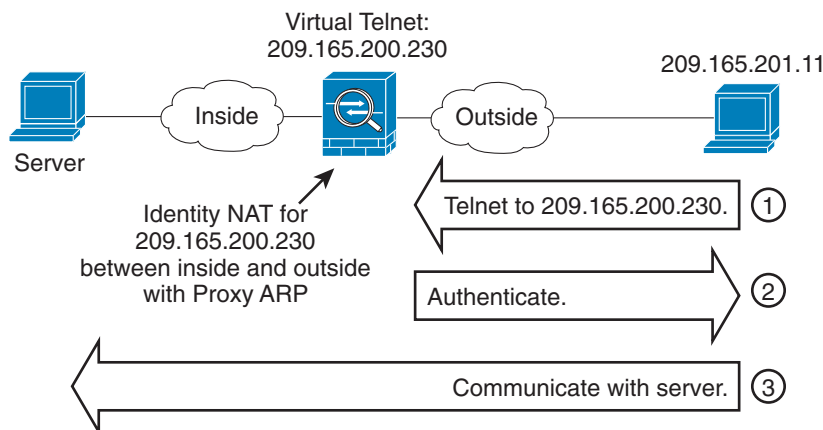 Virtual Telnet:
209.165.200.230
209.165.201.11
Inside
Outside
Server
Identity NAT for
209.165.200.230
between inside and outside
with Proxy ARP
Telnet to 209.165.200.230.
1
Authenticate.
2
Communicate with server.
3